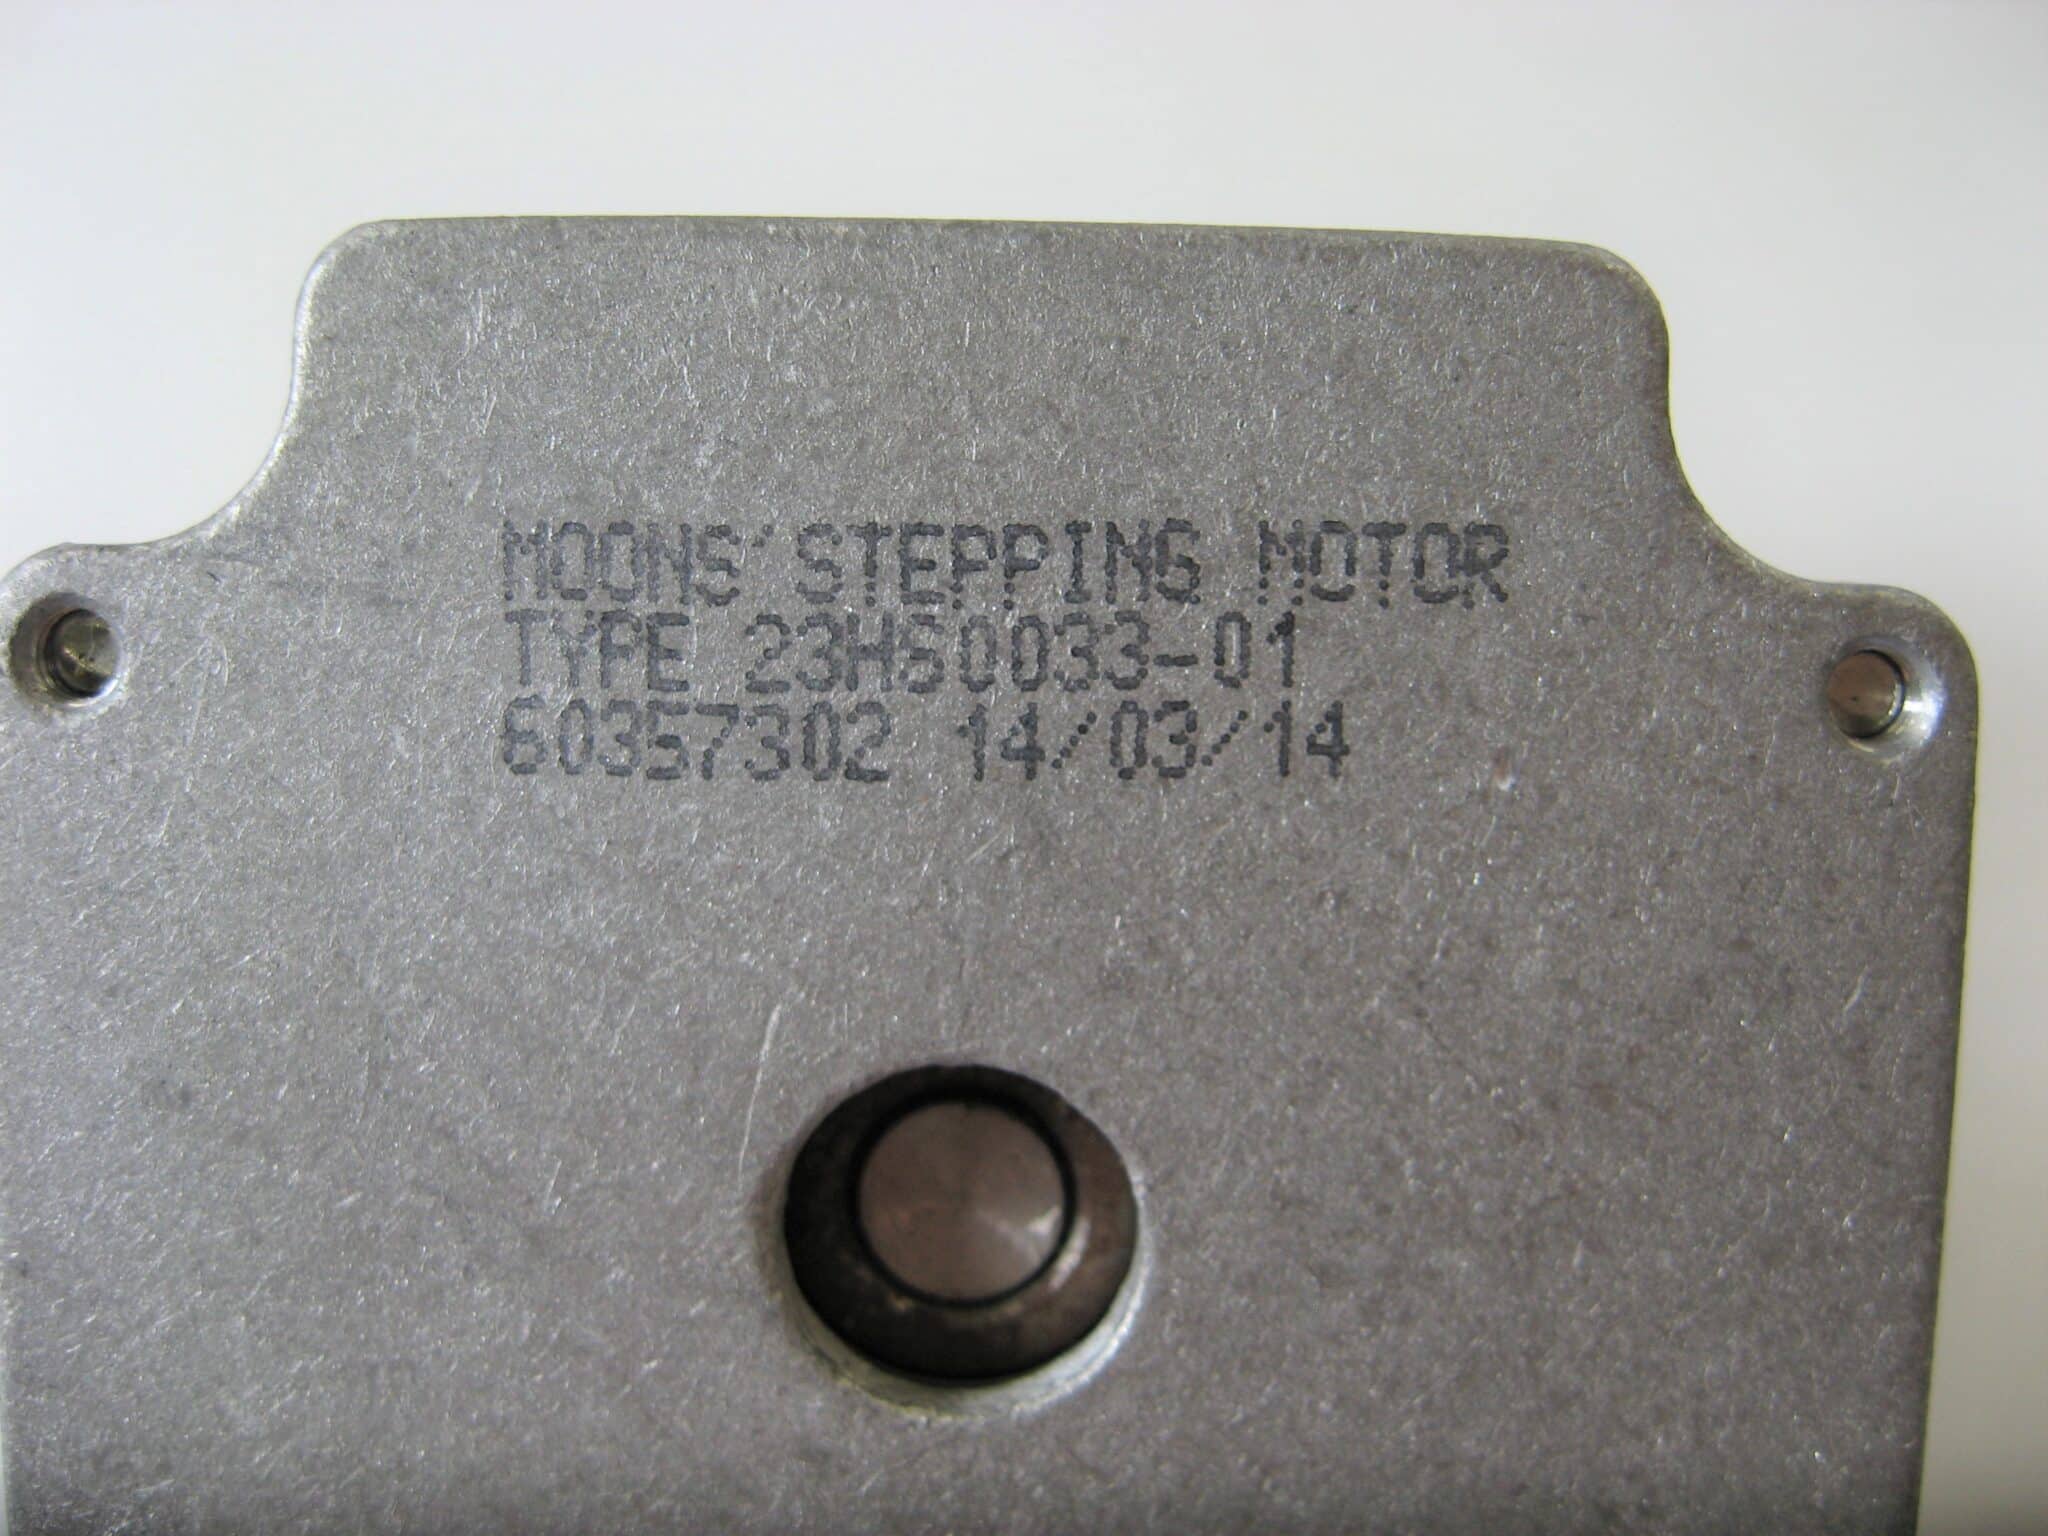 MOONS'STEPPING MOTOR
TYPE 23HS0033-01
60357302 14/03/14